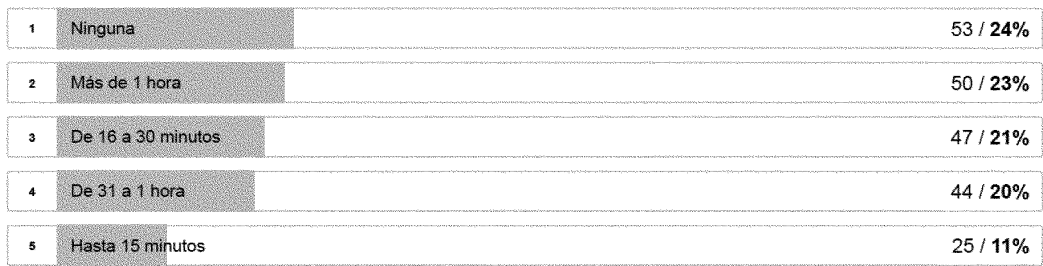 1 Ninguna 53 / 24%
2 Más de 1 hora 50 / 23%
3 De 16 a 30 minutos 47 / 21%
4 De 31 a 1 hora 44 / 20%
5 Hasta 15 minutos 25 / 11%